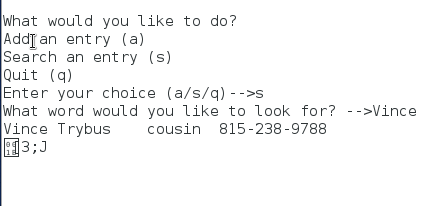 What would you like to do?
Add an entry (a)
Search an entry (s)
Quit (q)
Enter your choice (a/s/q)-->s
What word would you like to look for? -->Vince
Vince Trybus    cousin  815-238-9788
[3;J